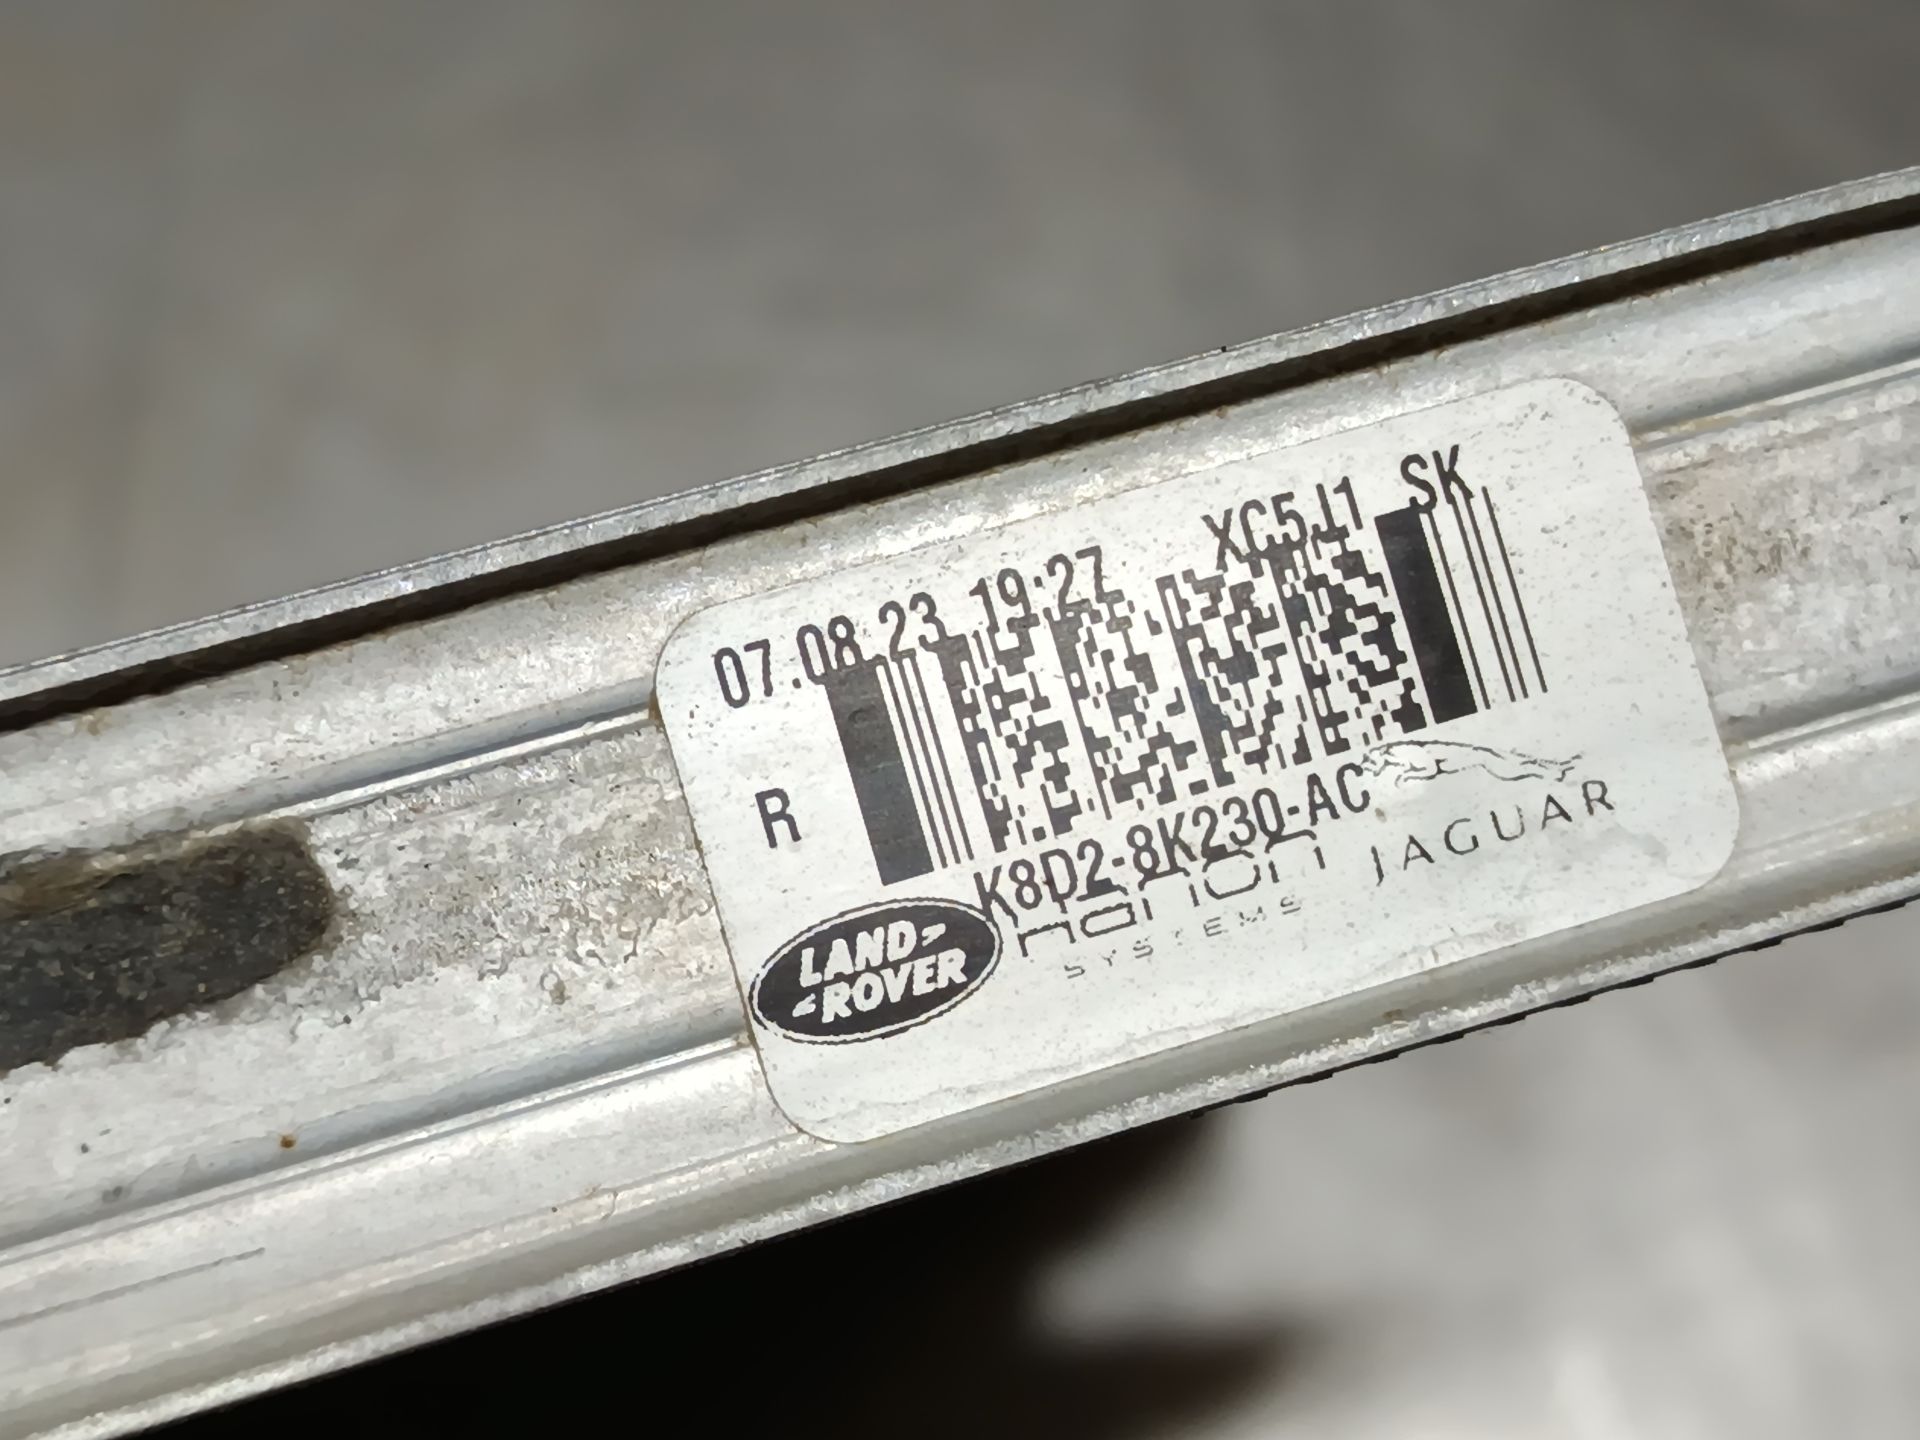 07.08.23 19:27 XC5J1 SK
R
K8D2-8K230-AC
LAND
ROVER
hanon
SYSTEMS
JAGUAR